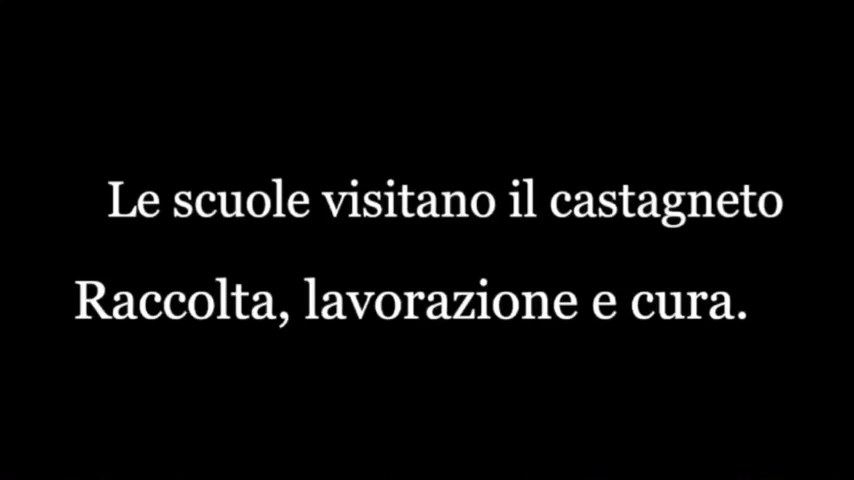 Le scuole visitano il castagneto
Raccolta, lavorazione e cura.